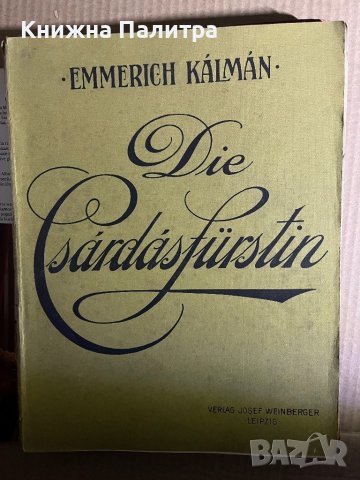 Книжна Палитра
· EMMERICH KÁLMÁN ·
Die
Csárdásfürstin
VERLAG JOSEF WEINBERGER
LEIPZIG
BAZAR